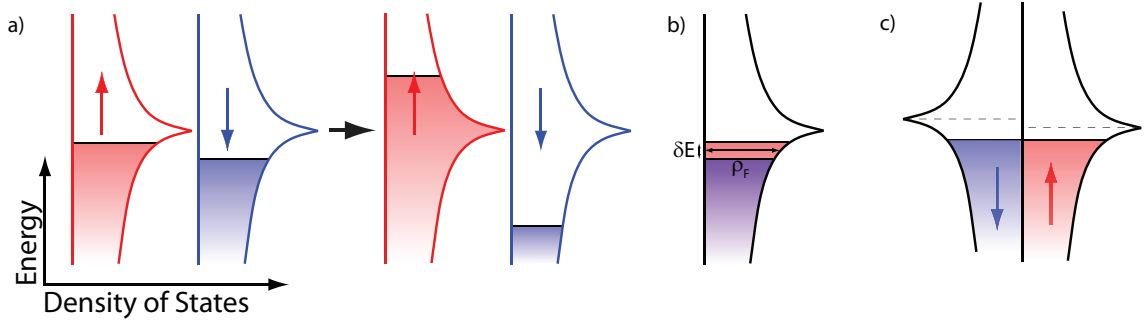 a)
b)
c)
δE
ρF
Energy
Density of States